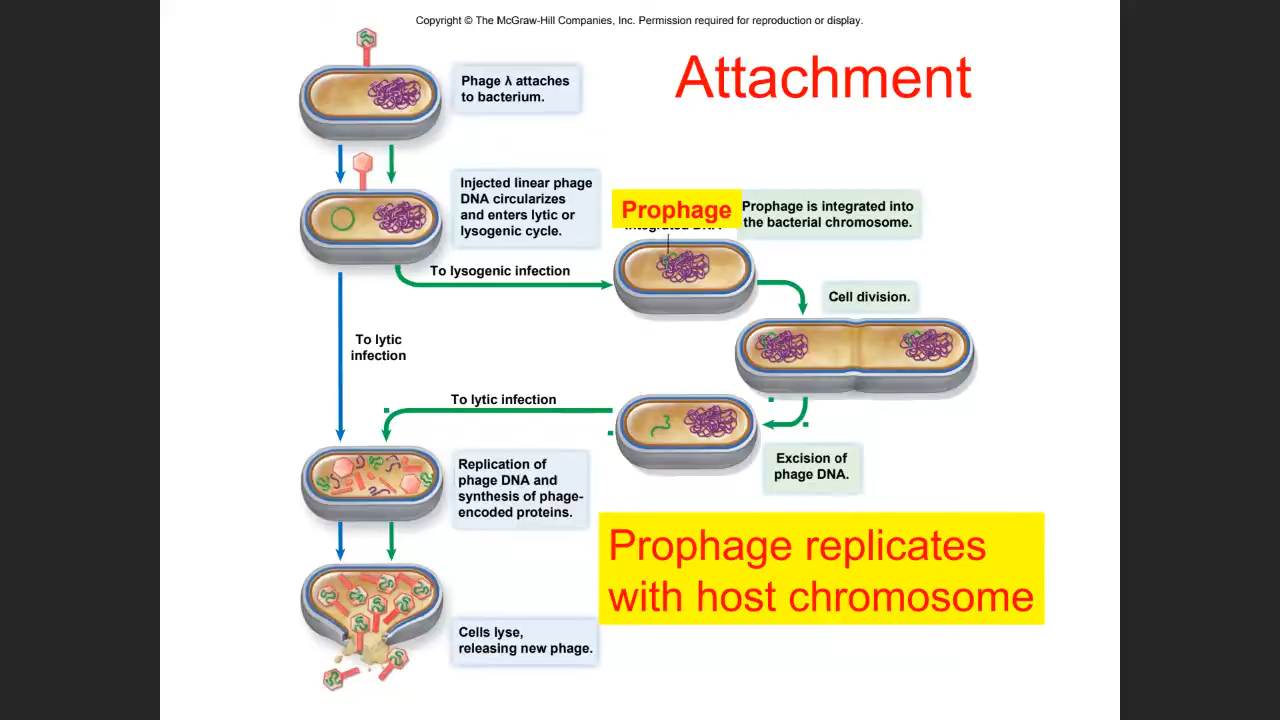 Copyright © The McGraw-Hill Companies, Inc. Permission required for reproduction or display.
Attachment
Phage λ attaches
to bacterium.
Injected linear phage
DNA circularizes
and enters lytic or
lysogenic cycle.
Prophage
Prophage is integrated into
the bacterial chromosome.
To lysogenic infection
Cell division.
To lytic
infection
To lytic infection
Excision of
phage DNA.
Replication of
phage DNA and
synthesis of phage-
encoded proteins.
Prophage replicates
with host chromosome
Cells lyse,
releasing new phage.